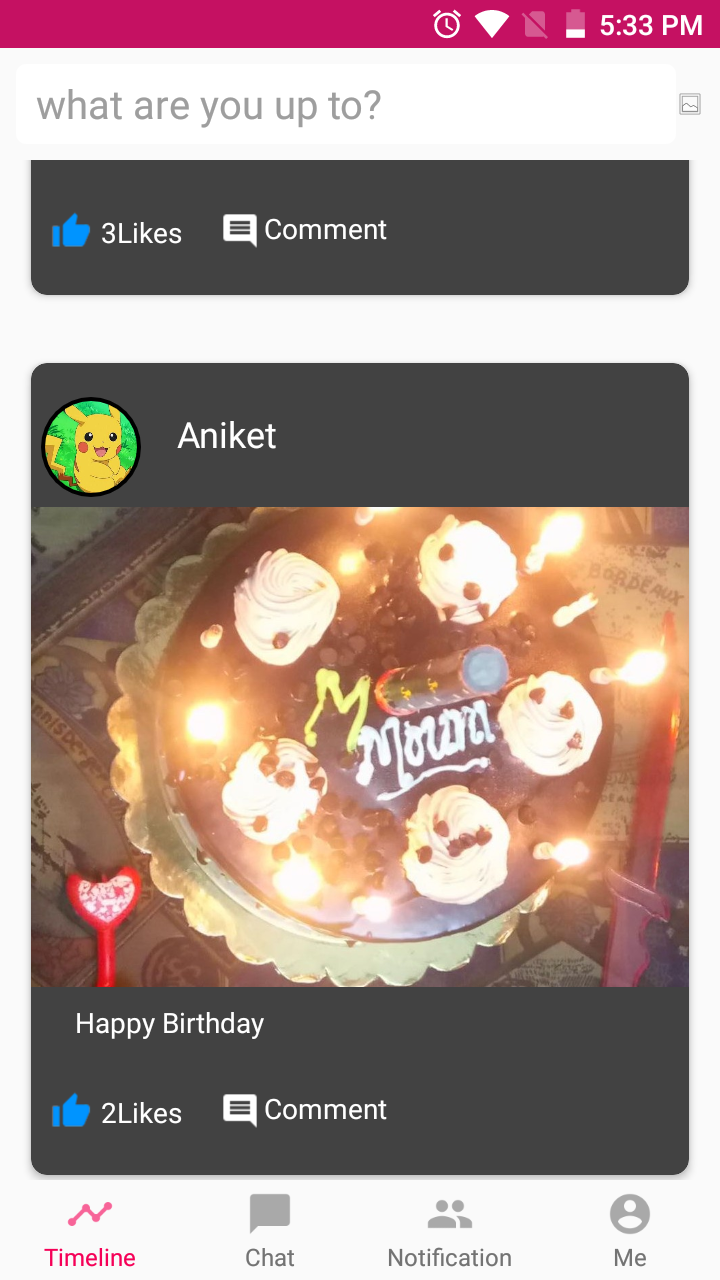 5:33 PM
what are you up to?
3Likes Comment
Aniket
BORDEAUX
M
Moum
Happy Birthday
2Likes Comment
Timeline Chat Notification Me